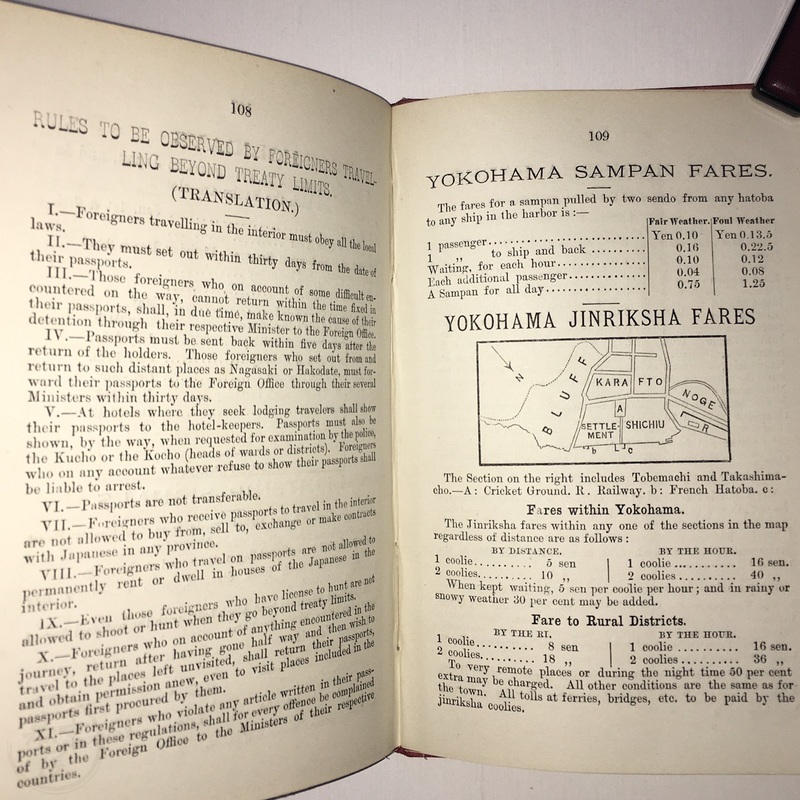 108
RULES TO BE OBSERVED BY FOREIGNERS TRAVEL-
LING BEYOND TREATY LIMITS.
(TRANSLATION.)
I.—Foreigners travelling in the interior must obey all the local
laws.
II.—They must set out within thirty days from the date of
their passports.
III.—Those foreigners who on account of some difficult en-
countered on the way, cannot return within the time fixed in
their passports, shall, in due time, make known the cause of their
detention through their respective Minister to the Foreign Office.
IV.—Passports must be sent back within five days after the
return of the holders. Those foreigners who set out from and
return to such distant places as Nagasaki or Hakodate, must for-
ward their passports to the Foreign Office through their several
Ministers within thirty days.
V.—At hotels where they seek lodging travelers shall show
their passports to the hotel-keepers. Passports must also be
shown, by the way, when requested for examination by the police,
the Kucho or the Kocho (heads of wards or districts). Foreigners
who on any account whatever refuse to show their passports shall
be liable to arrest.
VI.—Passports are not transferable.
VII.—Foreigners who receive passports to travel in the interior
are not allowed to buy from, sell to, exchange or make contracts
with Japanese in any province.
VIII.—Foreigners who travel on passports are not allowed to
permanently rent or dwell in houses of the Japanese in the
interior.
IX.—Even those foreigners who have license to hunt are not
allowed to shoot or hunt when they go beyond treaty limits.
X.—Foreigners who on account of anything encountered in the
journey, return after having gone half way and then wish to
travel to the places left unvisited, shall return their passports,
and obtain permission anew, even to visit places included in the
passports first procured by them.
XI.—Foreigners who violate any article written in their pass-
ports or in these regulations, shall for every offence be complained
of by the Foreign Office to the Ministers of their respective
countries.
109
YOKOHAMA SAMPAN FARES.
The fares for a sampan pulled by two sendo from any hatoba
to any ship in the harbor is:—
Fair Weather. Foul Weather
1 passenger.............................. Yen 0.10 Yen 0.13.5
1 „ to ship and back .......... 0.16 0.22.5
Waiting, for each hour................. 0.10 0.12
Each additional passenger............... 0.04 0.08
A Sampan for all day.................... 0.75 1.25
YOKOHAMA JINRIKSHA FARES
N
BLUFF
KARA FTO
NOGE
A
SETTLE-
MENT
SHICHIU
R
b c
The Section on the right includes Tobemachi and Takashima-
cho.—A: Cricket Ground. R. Railway. b: French Hatoba. c:
Fares within Yokohama.
The Jinriksha fares within any one of the sections in the map
regardless of distance are as follows:
BY DISTANCE. BY THE HOUR.
1 coolie.......... 5 sen 1 coolie .......... 16 sen.
2 coolies.......... 10 „ 2 coolies .......... 40 „
When kept waiting, 5 sen per coolie per hour; and in rainy or
snowy weather 30 per cent may be added.
Fare to Rural Districts.
BY THE RI. BY THE HOUR.
1 coolie.......... 8 sen 1 coolie .......... 16 sen.
2 coolies.......... 18 „ 2 coolies .......... 36 „
To very remote places or during the night time 50 per cent
extra may be charged. All other conditions are the same as for
the town. All tolls at ferries, bridges, etc. to be paid by the
jinriksha coolies.